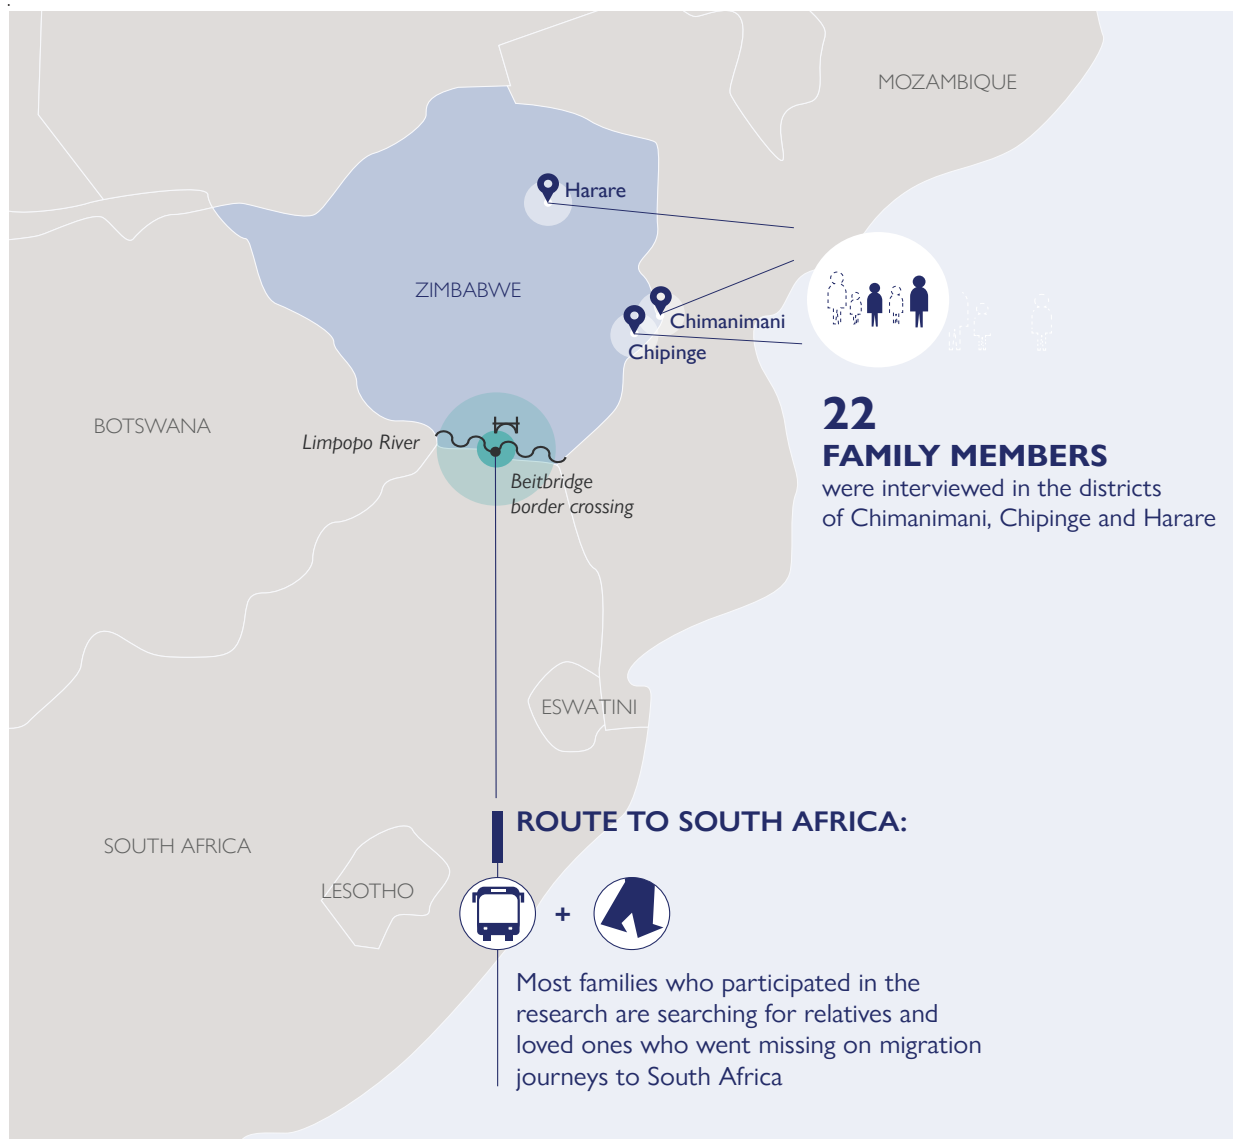 MOZAMBIQUE
Harare
ZIMBABWE
Chimanimani
Chipinge
BOTSWANA
Limpopo River
Beitbridge
border crossing
22
FAMILY MEMBERS
were interviewed in the districts
of Chimanimani, Chipinge and Harare
ESWATINI
SOUTH AFRICA
LESOTHO
ROUTE TO SOUTH AFRICA:
+
Most families who participated in the
research are searching for relatives and
loved ones who went missing on migration
journeys to South Africa